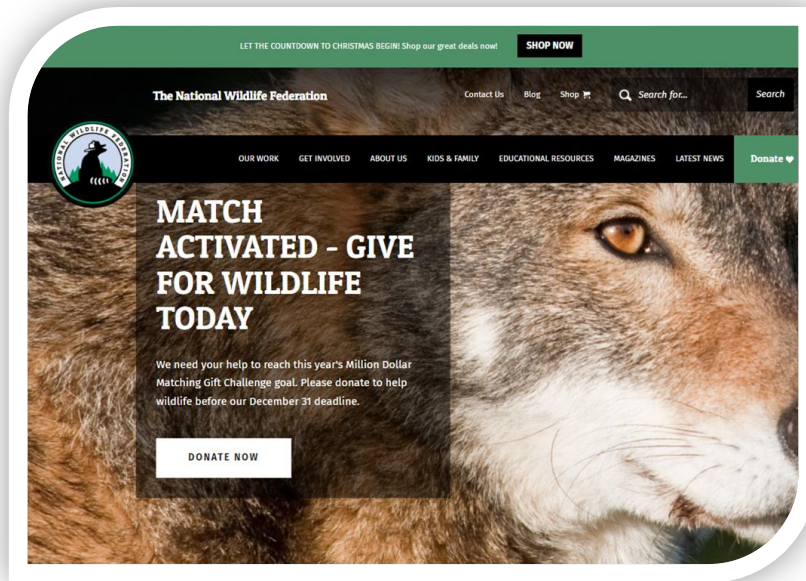 LET THE COUNTDOWN TO CHRISTMAS BEGIN! Shop our great deals now!
SHOP NOW
The National Wildlife Federation
Contact Us
Blog
Shop
Search for...
Search
NATIONAL WILDLIFE FEDERATION
OUR WORK
GET INVOLVED
ABOUT US
KIDS & FAMILY
EDUCATIONAL RESOURCES
MAGAZINES
LATEST NEWS
Donate
MATCH
ACTIVATED - GIVE
FOR WILDLIFE
TODAY
We need your help to reach this year's Million Dollar
Matching Gift Challenge goal. Please donate to help
wildlife before our December 31 deadline.
DONATE NOW